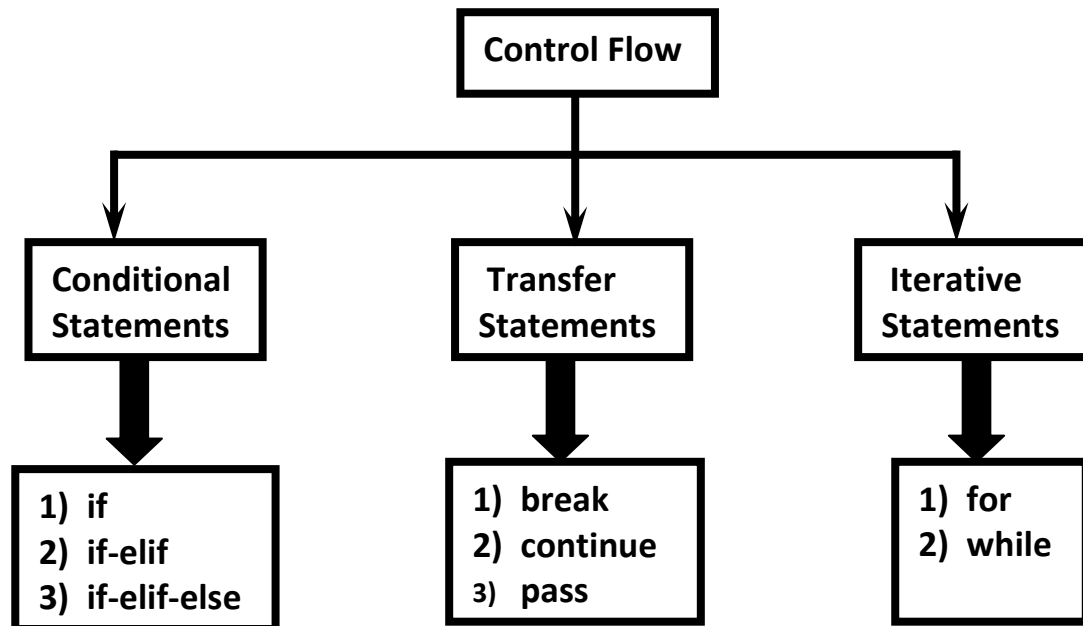 Control Flow
Conditional
Statements
Transfer
Statements
Iterative
Statements
1) if
2) if-elif
3) if-elif-else
1) break
2) continue
3) pass
1) for
2) while